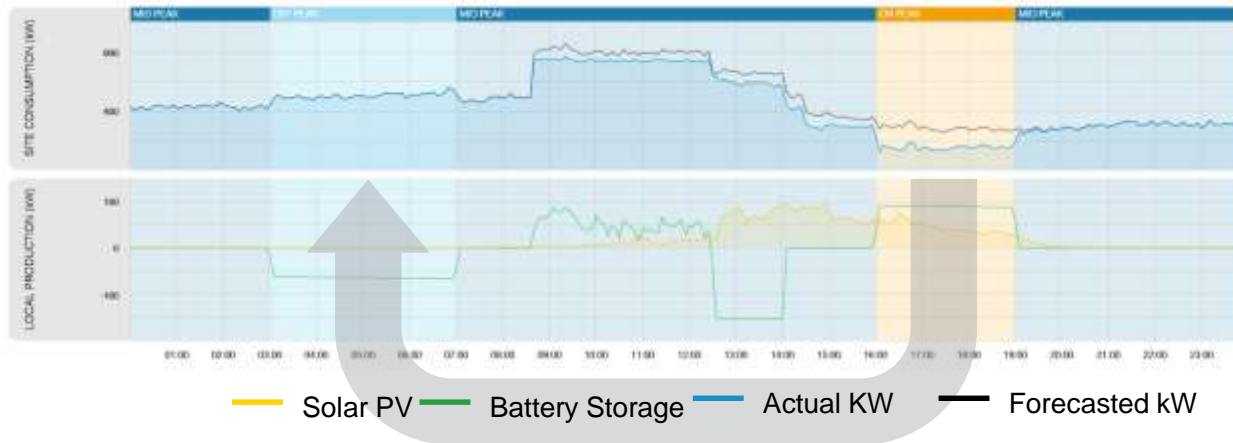 MID PEAK
OFF PEAK
MID PEAK
ON PEAK
MID PEAK
SITE CONSUMPTION (kW)
LOCAL PRODUCTION (kW)
100
0
-100
01:00 02:00 03:00 04:00 05:00 06:00 07:00 08:00 09:00 10:00 11:00 12:00 13:00 14:00 15:00 16:00 17:00 18:00 19:00 20:00 21:00 22:00 23:00
Solar PV Battery Storage Actual KW Forecasted kW